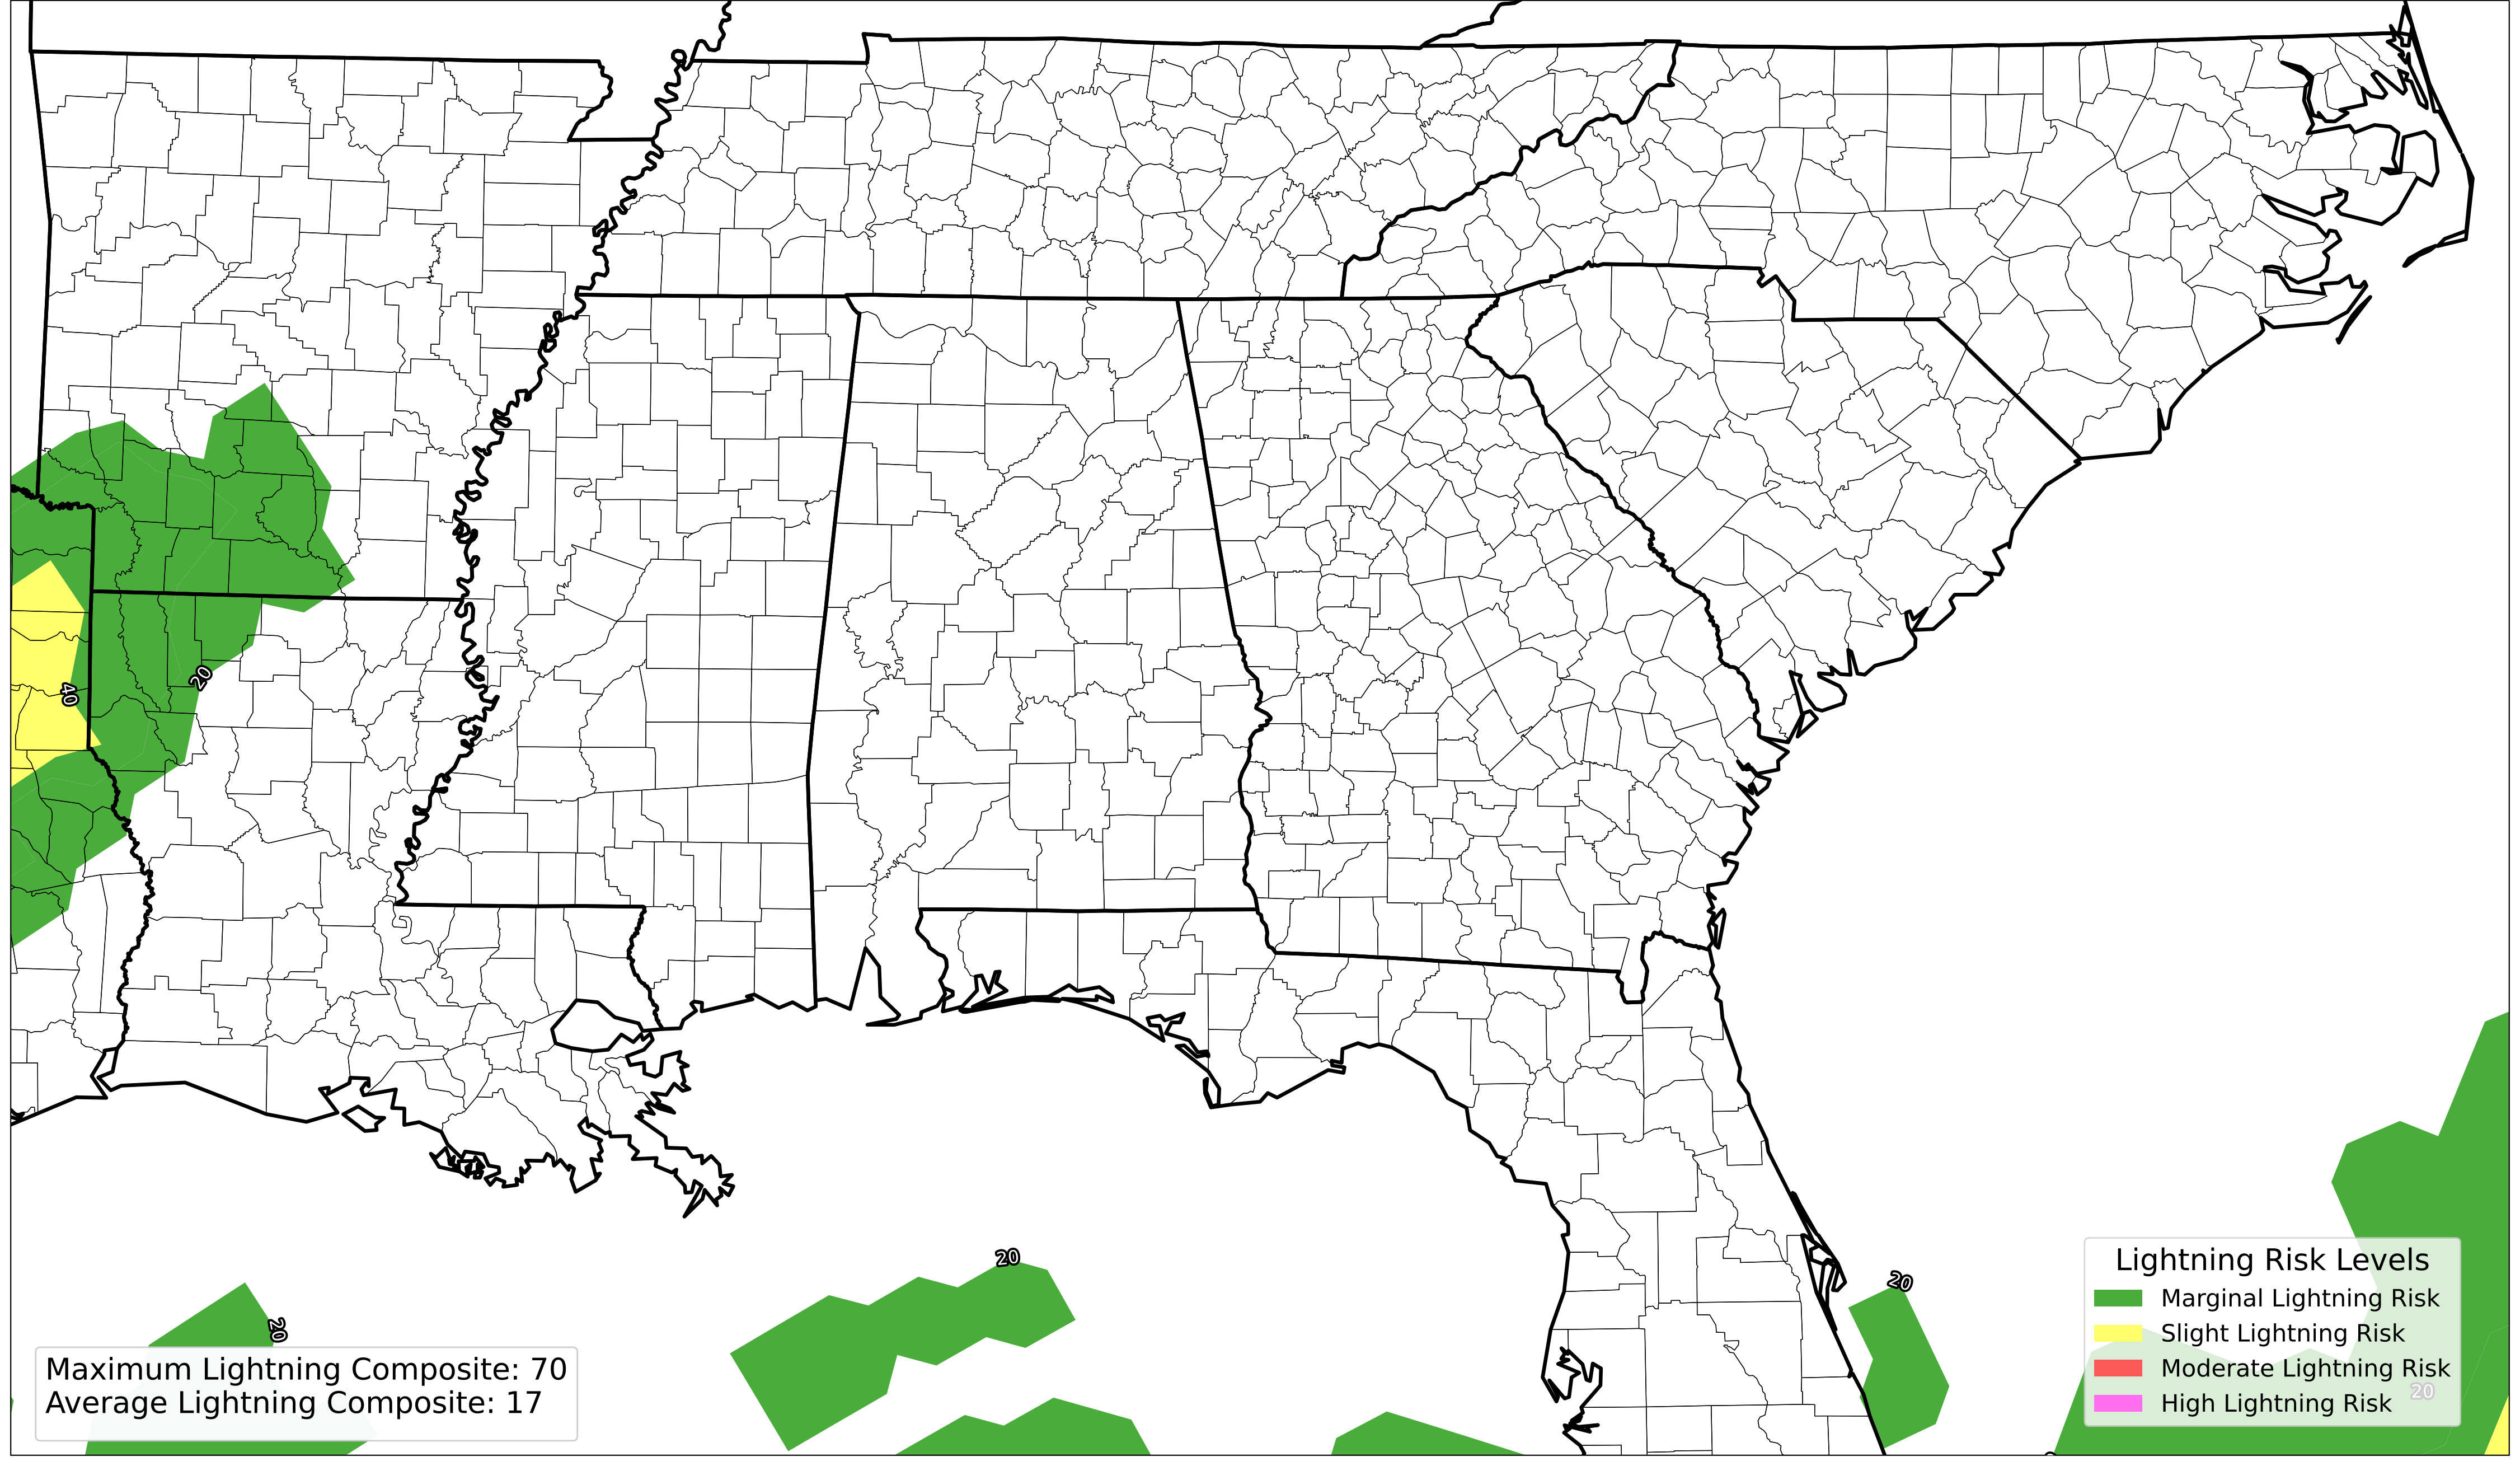 40
20
20
20
20
Maximum Lightning Composite: 70
Average Lightning Composite: 17
Lightning Risk Levels
Marginal Lightning Risk
Slight Lightning Risk
Moderate Lightning Risk
High Lightning Risk
20